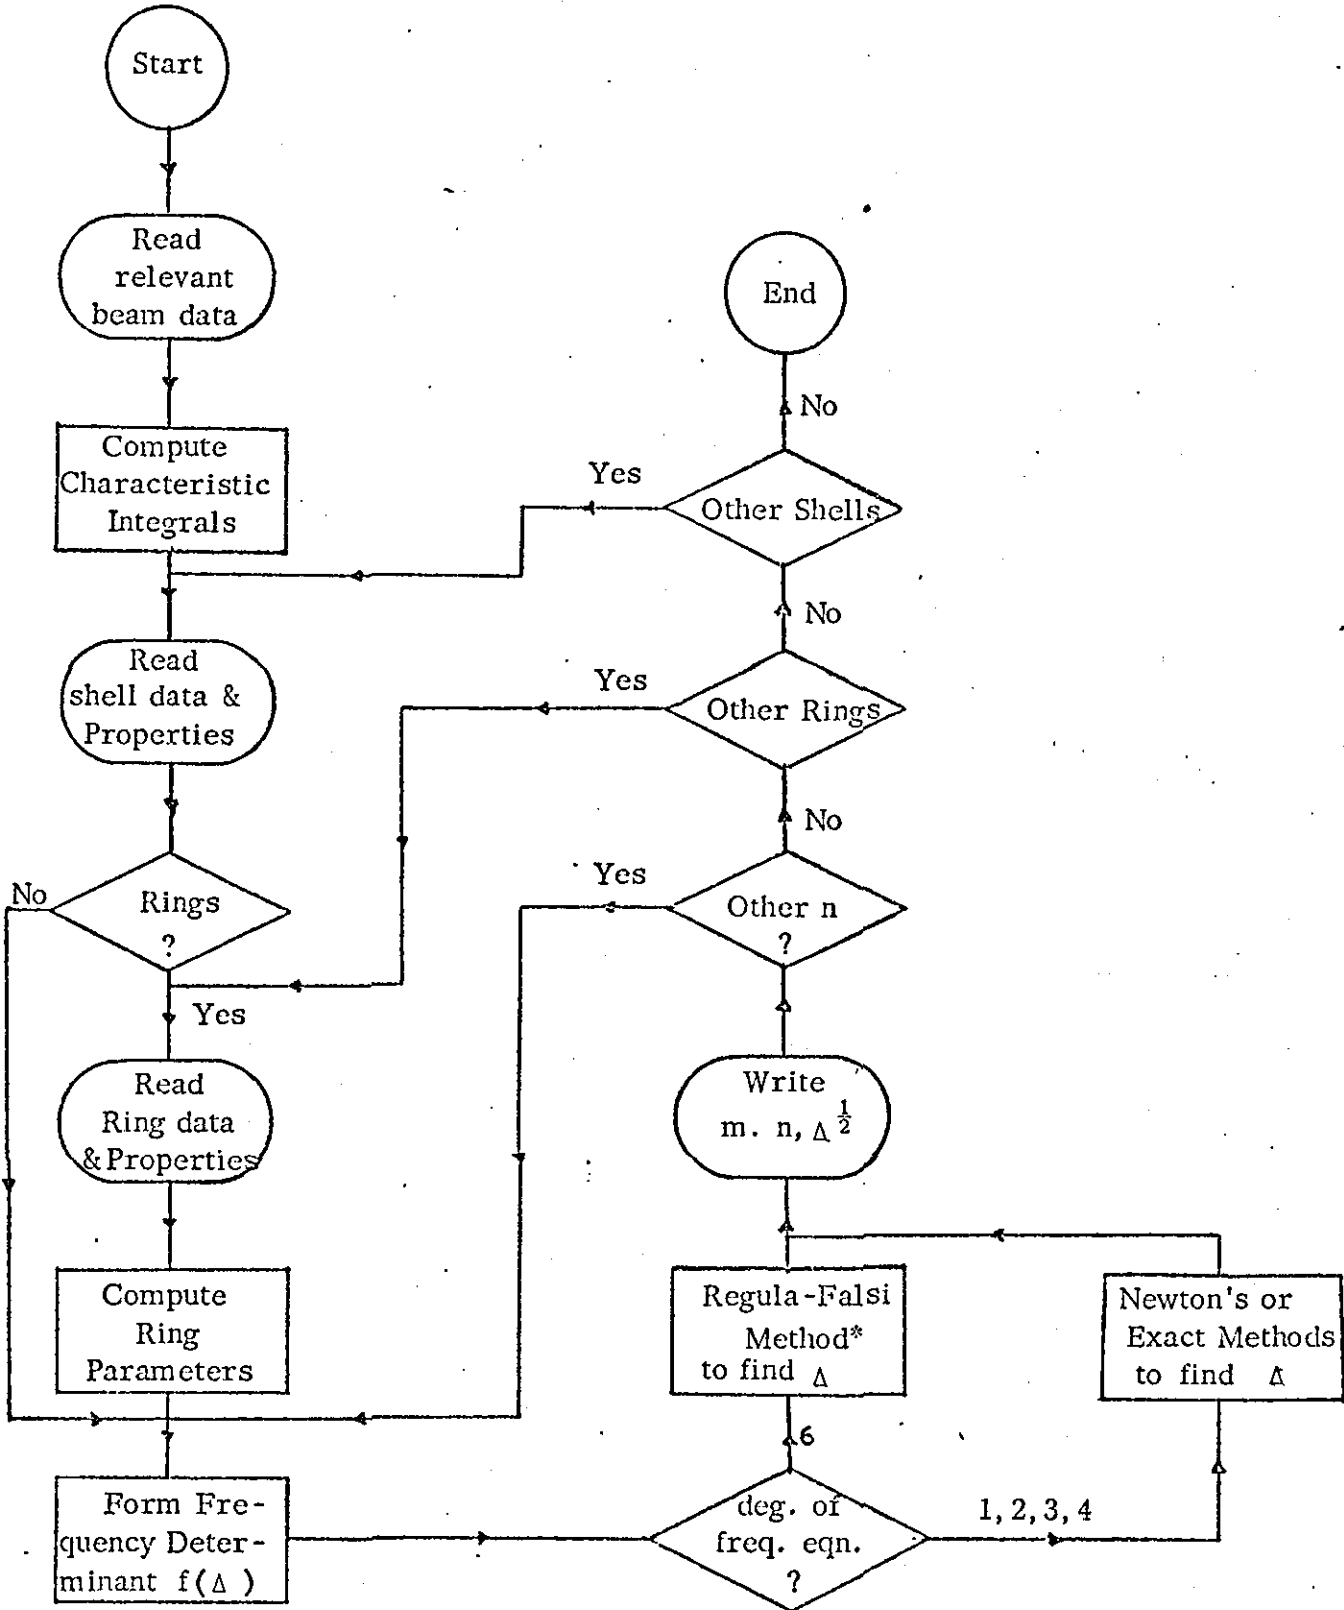 Start
Read
relevant
beam data
Compute
Characteristic
Integrals
Read
shell data &
Properties
No
Rings
?
Yes
Read
Ring data
& Properties
Compute
Ring
Parameters
Form Fre-
quency Deter-
minant f(Δ)
deg. of
freq. eqn.
?
6
1, 2, 3, 4
Regula-Falsi
Method*
to find Δ
Newton's or
Exact Methods
to find Δ
Write
m. n, Δ^½
Other n
?
Yes
No
Other Rings
Yes
No
Other Shells
Yes
No
End